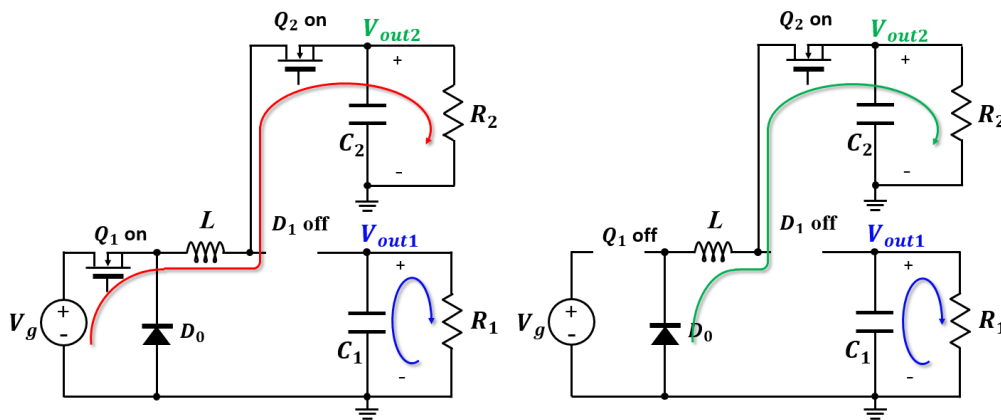 Q2 on
Vout2
+
R2
C2
-
L
D1 off
Q1 on
Vout1
+
Vg
+
-
D0
C1
R1
-
Q2 on
Vout2
+
R2
C2
-
L
D1 off
Q1 off
Vout1
+
Vg
+
-
D0
C1
R1
-